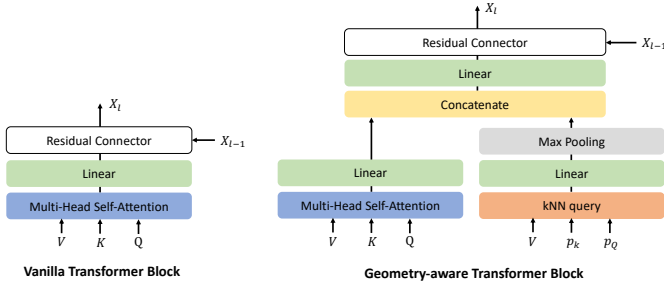 X_l
Residual Connector
X_{l-1}
Linear
Multi-Head Self-Attention
V K Q
Vanilla Transformer Block
X_l
Residual Connector
X_{l-1}
Linear
Concatenate
Max Pooling
Linear
Linear
Multi-Head Self-Attention
kNN query
V K Q
V p_k p_Q
Geometry-aware Transformer Block